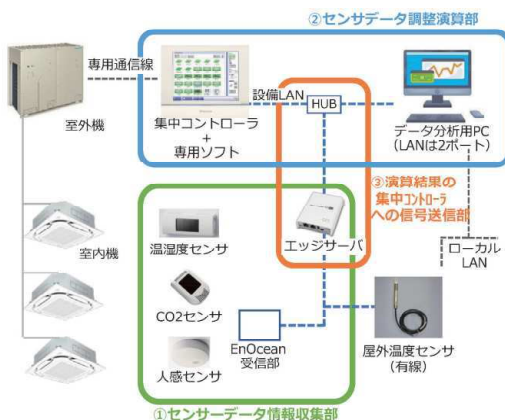 ②センサデータ調整演算部
専用通信線
設備LAN
HUB
室外機
集中コントローラ
+
専用ソフト
データ分析用PC
(LANは2ポート)
③演算結果の
集中コントローラ
への信号送信部
エッジサーバ
ローカル
LAN
温湿度センサ
室内機
CO2センサ
EnOcean
受信部
屋外温度センサ
(有線)
人感センサ
①センサーデータ情報収集部